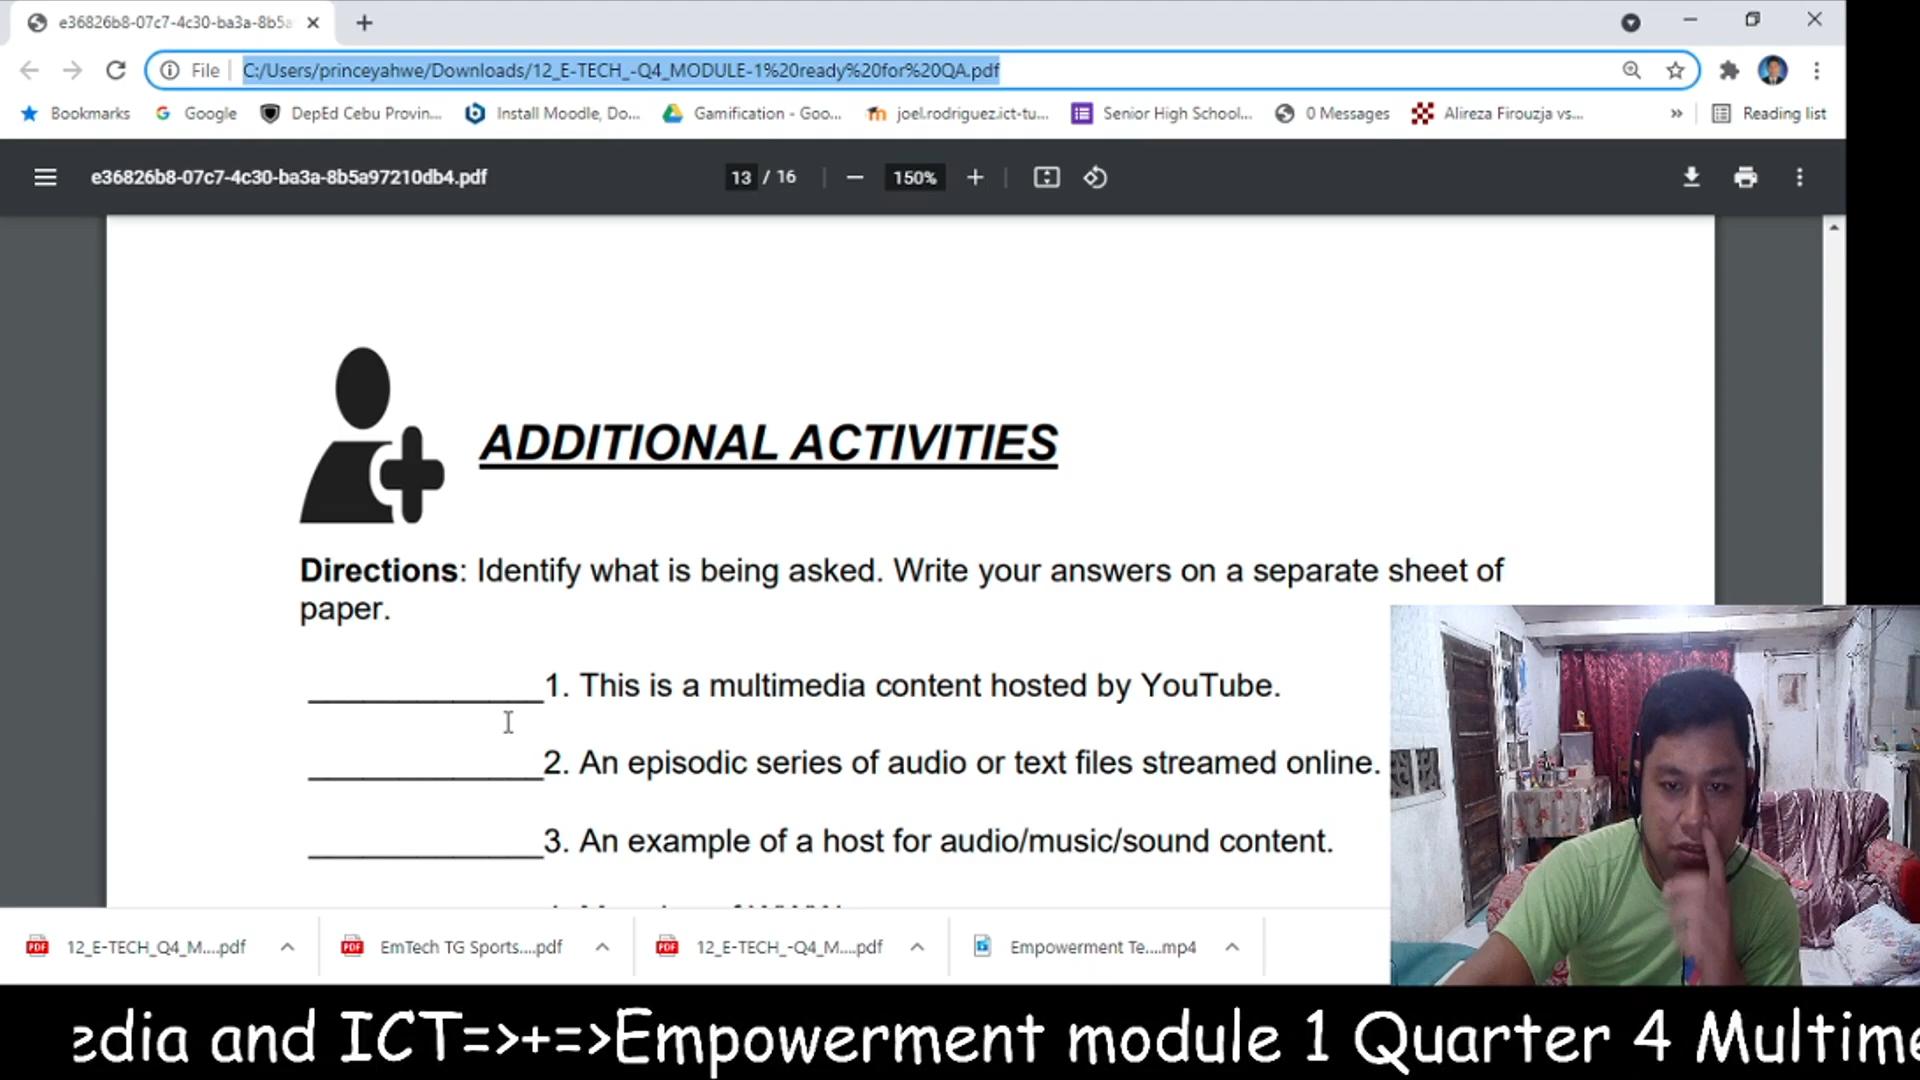 e36826b8-07c7-4c30-ba3a-8b5a
File
C:/Users/princeyahwe/Downloads/12_E-TECH_-Q4_MODULE-1%20ready%20for%20QA.pdf
Bookmarks
Google
DepEd Cebu Provin...
Install Moodle, Do...
Gamification - Goo...
joel.rodriguez.ict-tu...
Senior High School...
0 Messages
Alireza Firouzja vs...
»
Reading list
e36826b8-07c7-4c30-ba3a-8b5a97210db4.pdf
13 / 16
150%
ADDITIONAL ACTIVITIES
Directions: Identify what is being asked. Write your answers on a separate sheet of
paper.
_____________1. This is a multimedia content hosted by YouTube.
_____________2. An episodic series of audio or text files streamed online.
_____________3. An example of a host for audio/music/sound content.
PDF 12_E-TECH_Q4_M....pdf
PDF EmTech TG Sports....pdf
PDF 12_E-TECH_-Q4_M....pdf
Empowerment Te....mp4
edia and ICT=>+=>Empowerment module 1 Quarter 4 Multime